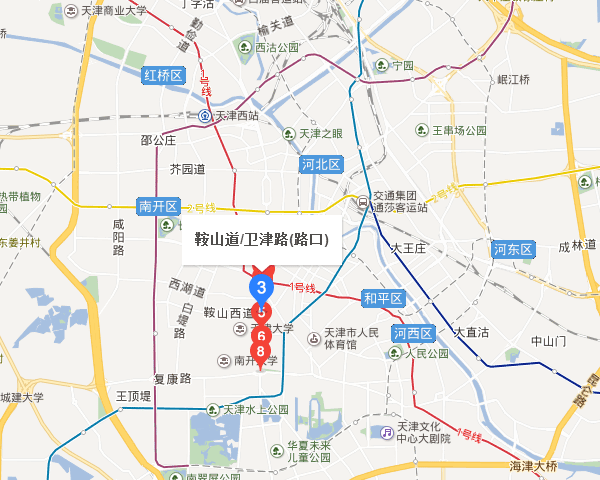 天津商业大学
丁字沽
勤俭道
榆关道
西沽公园
宁园
岷江桥
红桥区
1号线
天津西站
邵公庄
天津之眼
王串场公园
芥园道
河北区
热带植物
南开区
2号线
交通集团
通莎客运站
2号线
咸阳路
长
东姜井村
鞍山道/卫津路(路口)
大王庄
河东区
成林道
西湖道
3
1号线
和平区
白堤路
鞍山西道
5
天津大学
6
天津市人民
体育馆
河西区
大直沽
中山门
8
南开大学
人民公园
复康路
昆仑路
城建大学
王顶堤
天津水上公园
天津文化
中心大剧院
1号线
华夏未来
儿童公园
海津大桥
南翠屏公园